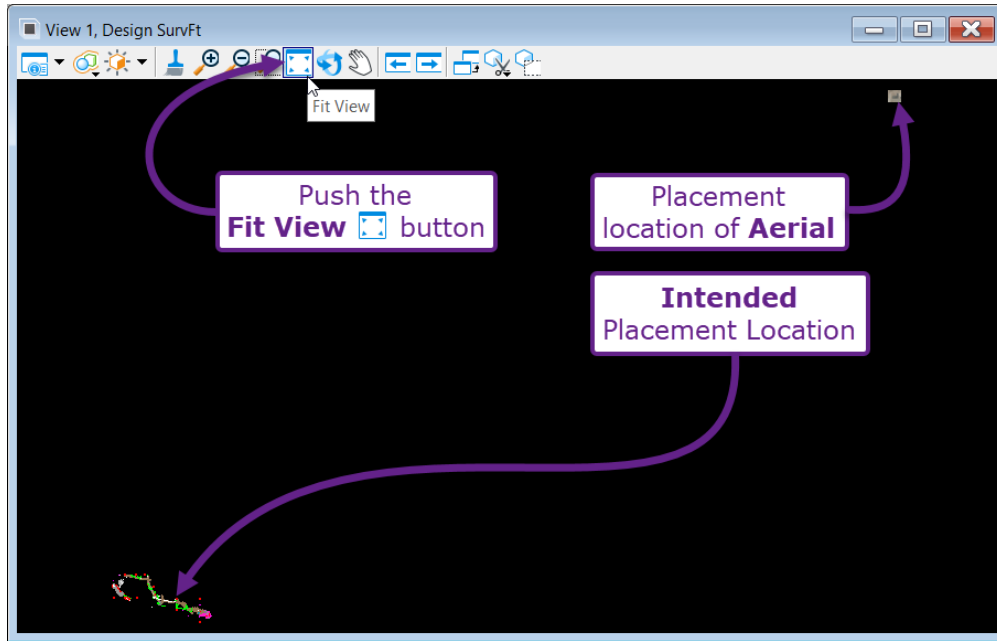 View 1, Design SurvFt
Fit View
Push the
Fit View button
Placement
location of Aerial
Intended
Placement Location